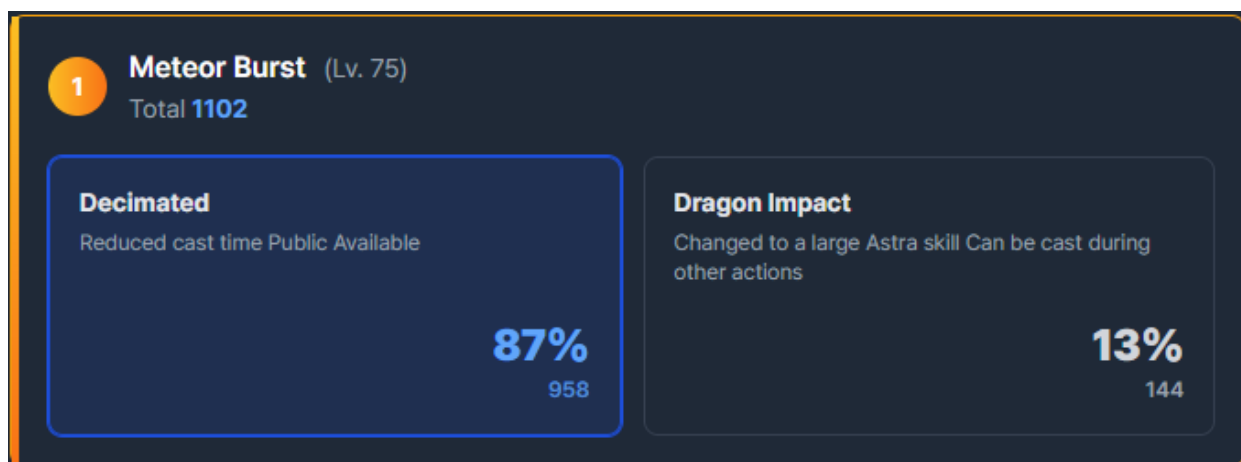 1
Meteor Burst (Lv. 75)
Total 1102
Decimated
Reduced cast time Public Available
87%
958
Dragon Impact
Changed to a large Astra skill Can be cast during
other actions
13%
144